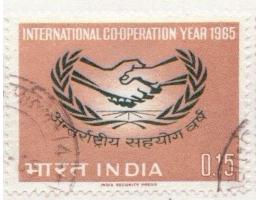 INTERNATIONAL CO-OPERATION YEAR 1965
अन्तर्राष्ट्रीय सहयोग वर्ष
भारत INDIA 0.15
INDIA SECURITY PRESS